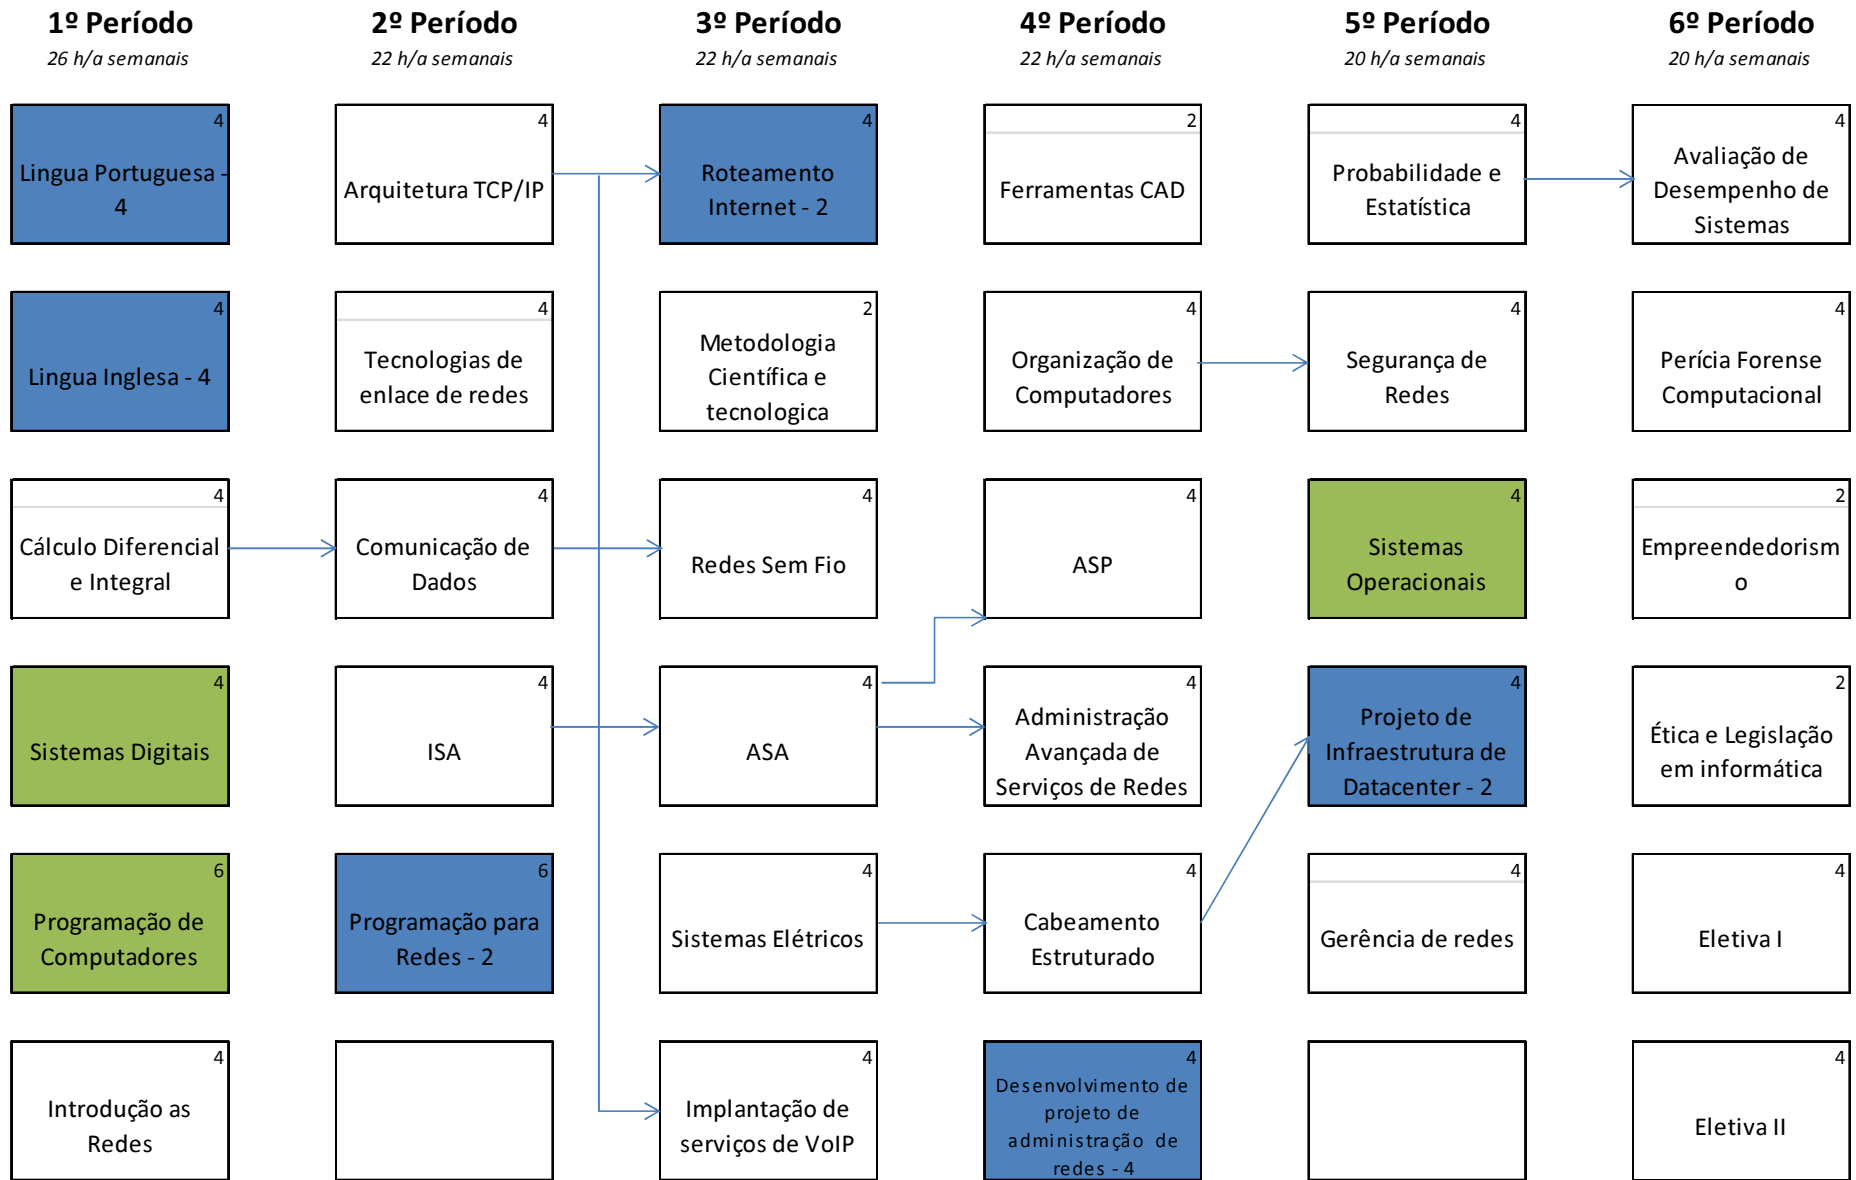 1º Período
2º Período
3º Período
4º Período
5º Período
6º Período
26 h/a semanais
22 h/a semanais
22 h/a semanais
22 h/a semanais
20 h/a semanais
20 h/a semanais
4
Lingua Portuguesa -
4
4
Arquitetura TCP/IP
4
Roteamento
Internet - 2
2
Ferramentas CAD
4
Probabilidade e
Estatística
4
Avaliação de
Desempenho de
Sistemas
4
Lingua Inglesa - 4
4
Tecnologias de
enlace de redes
2
Metodologia
Científica e
tecnologica
4
Organização de
Computadores
4
Segurança de
Redes
4
Perícia Forense
Computacional
4
Cálculo Diferencial
e Integral
4
Comunicação de
Dados
4
Redes Sem Fio
4
ASP
4
Sistemas
Operacionais
2
Empreendedorism
o
4
Sistemas Digitais
4
ISA
4
ASA
4
Administração
Avançada de
Serviços de Redes
4
Projeto de
Infraestrutura de
Datacenter - 2
2
Ética e Legislação
em informática
6
Programação de
Computadores
6
Programação para
Redes - 2
4
Sistemas Elétricos
4
Cabeamento
Estruturado
4
Gerência de redes
4
Eletiva I
4
Introdução as
Redes
4
Implantação de
serviços de VoIP
4
Desenvolvimento de
projeto de
administração de
redes - 4
4
Eletiva II